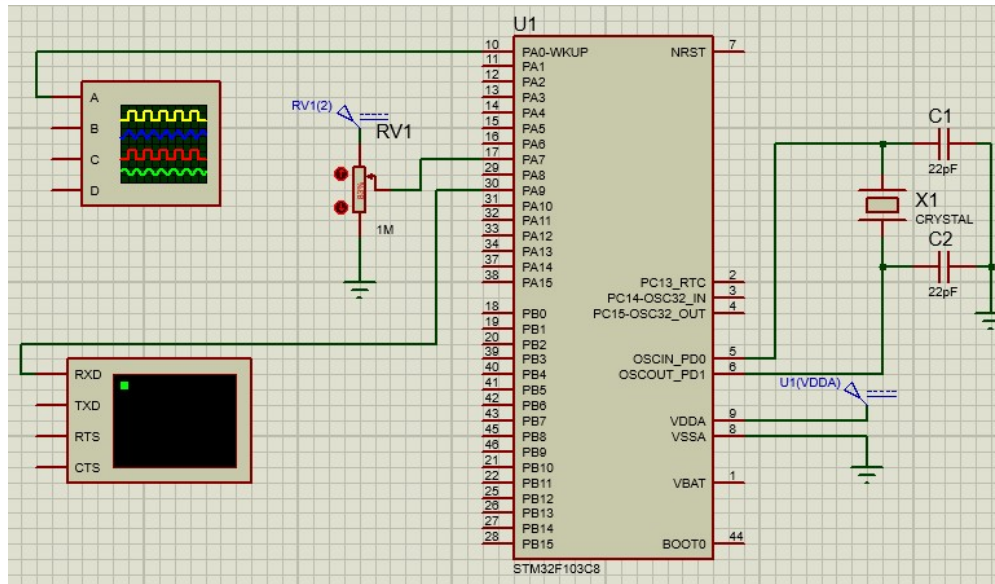 U1
10 PA0-WKUP
11 PA1
12 PA2
13 PA3
14 PA4
15 PA5
16 PA6
17 PA7
29 PA8
30 PA9
31 PA10
32 PA11
33 PA12
34 PA13
37 PA14
38 PA15
18 PB0
19 PB1
20 PB2
39 PB3
40 PB4
41 PB5
42 PB6
43 PB7
45 PB8
46 PB9
21 PB10
22 PB11
25 PB12
26 PB13
27 PB14
28 PB15
NRST 7
PC13_RTC 2
PC14-OSC32_IN 3
PC15-OSC32_OUT 4
OSCIN_PD0 5
OSCOUT_PD1 6
VDDA 9
VSSA 8
VBAT 1
BOOT0 44
STM32F103C8
A
B
C
D
RV1(2)
RV1
83%
1M
RXD
TXD
RTS
CTS
C1
22pF
X1
CRYSTAL
C2
22pF
U1(VDDA)